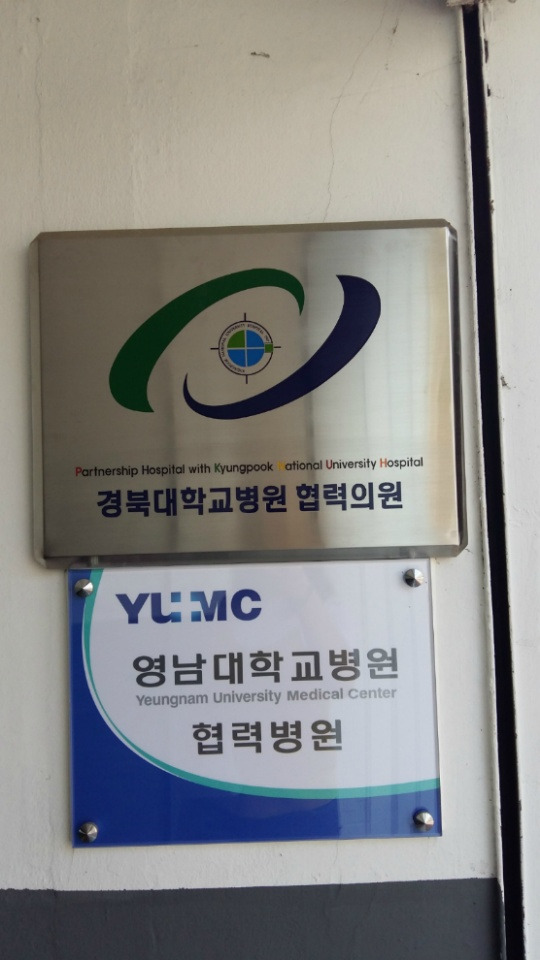 Partnership Hospital with Kyungpook National University Hospital
경북대학교병원 협력의원
YUMC
영남대학교병원
Yeungnam University Medical Center
협력병원